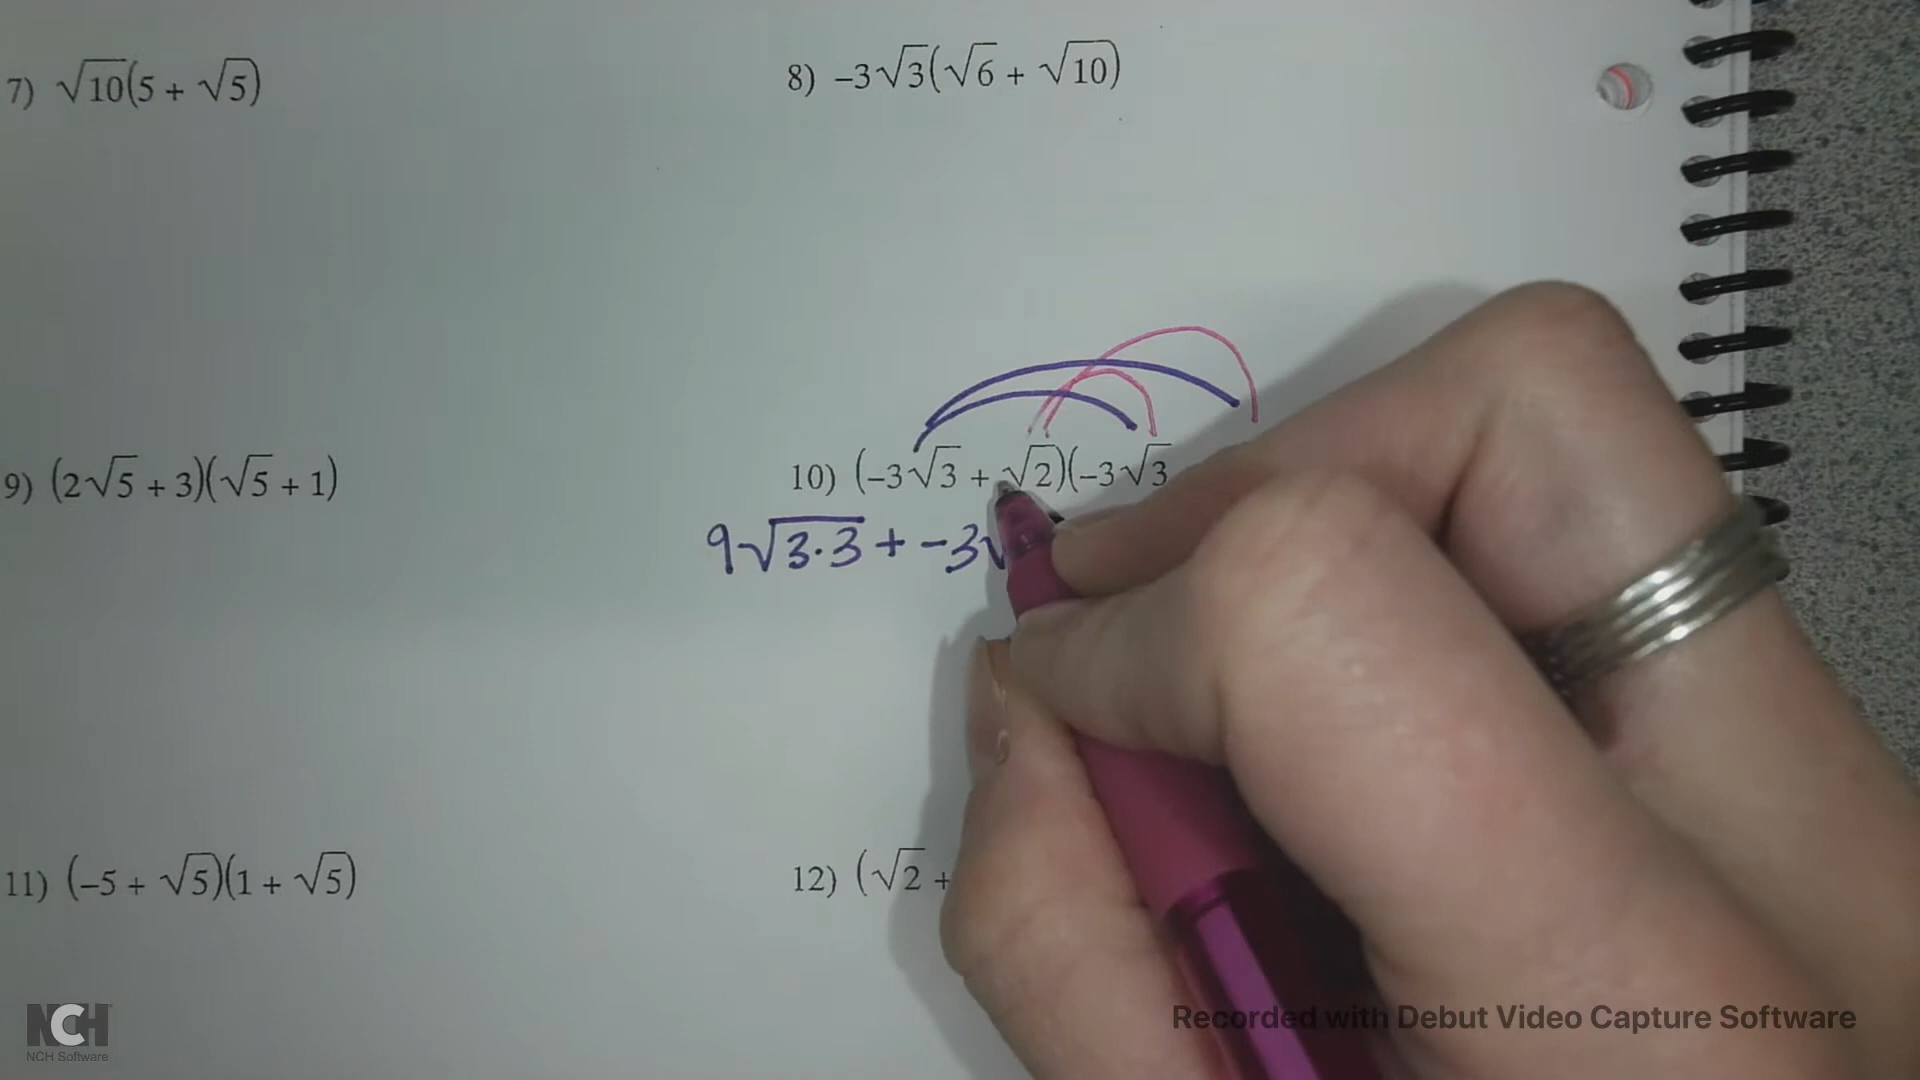 7) √10(5 + √5)
8) –3√3(√6 + √10)
9) (2√5 + 3)(√5 + 1)
10) (–3√3 + √2)(–3√3
9√3·3 + -3√
11) (–5 + √5)(1 + √5)
12) (√2 +
NCH
NCH Software
Recorded with Debut Video Capture Software